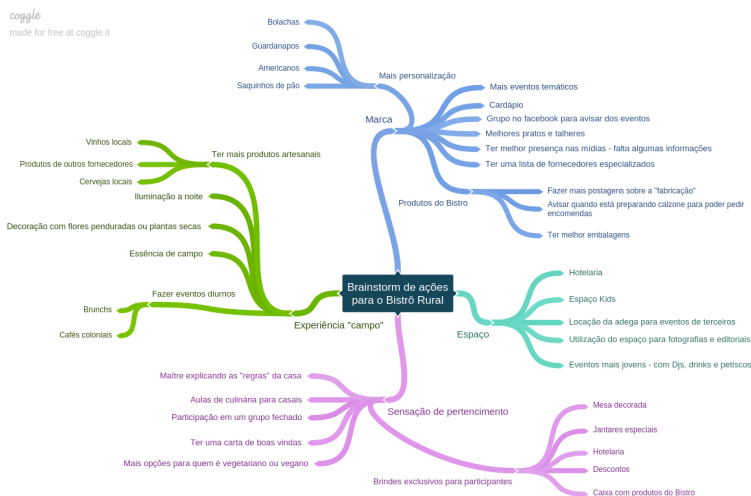 coggle
made for free at coggle.it
Bolachas
Guardanapos
Americanos
Saquinhos de pão
Mais personalização
Marca
Mais eventos temáticos
Cardápio
Grupo no facebook para avisar dos eventos
Melhores pratos e talheres
Ter melhor presença nas mídias - falta algumas informações
Ter uma lista de fornecedores especializados
Produtos do Bistro
Fazer mais postagens sobre a "fabricação"
Avisar quando está preparando calzone para poder pedir
encomendas
Ter melhor embalagens
Vinhos locais
Produtos de outros fornecedores
Cervejas locais
Ter mais produtos artesanais
Iluminação a noite
Decoração com flores penduradas ou plantas secas
Essência de campo
Fazer eventos diurnos
Brunchs
Cafés coloniais
Experiência "campo"
Brainstorm de ações
para o Bistrô Rural
Espaço
Hotelaria
Espaço Kids
Locação da adega para eventos de terceiros
Utilização do espaço para fotografias e editoriais
Eventos mais jovens - com Djs, drinks e petiscos
Maître explicando as "regras" da casa
Aulas de culinária para casais
Participação em um grupo fechado
Ter uma carta de boas vindas
Mais opções para quem é vegetariano ou vegano
Sensação de pertencimento
Brindes exclusivos para participantes
Mesa decorada
Jantares especiais
Hotelaria
Descontos
Caixa com produtos do Bistro